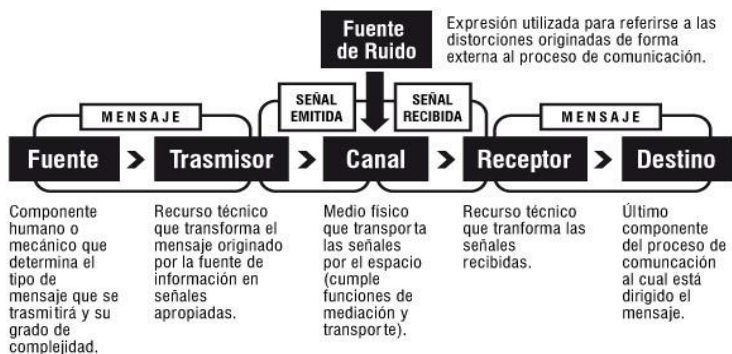 Fuente
de Ruido
Expresión utilizada para referirse a las
distorciones originadas de forma
externa al proceso de comunicación.
MENSAJE
SEÑAL
EMITIDA
SEÑAL
RECIBIDA
MENSAJE
Fuente > Trasmisor > Canal > Receptor > Destino
Componente
humano o
mecánico que
determina el
tipo de
mensaje que se
trasmitirá y su
grado de
complejidad.
Recurso técnico
que transforma el
mensaje originado
por la fuente de
información en
señales
apropiadas.
Medio físico
que transporta
las señales
por el espacio
(cumple
funciones de
mediación y
transporte).
Recurso técnico
que tranforma las
señales
recibidas.
Último
componente
del proceso de
comuncación
al cual está
dirigido el
mensaje.